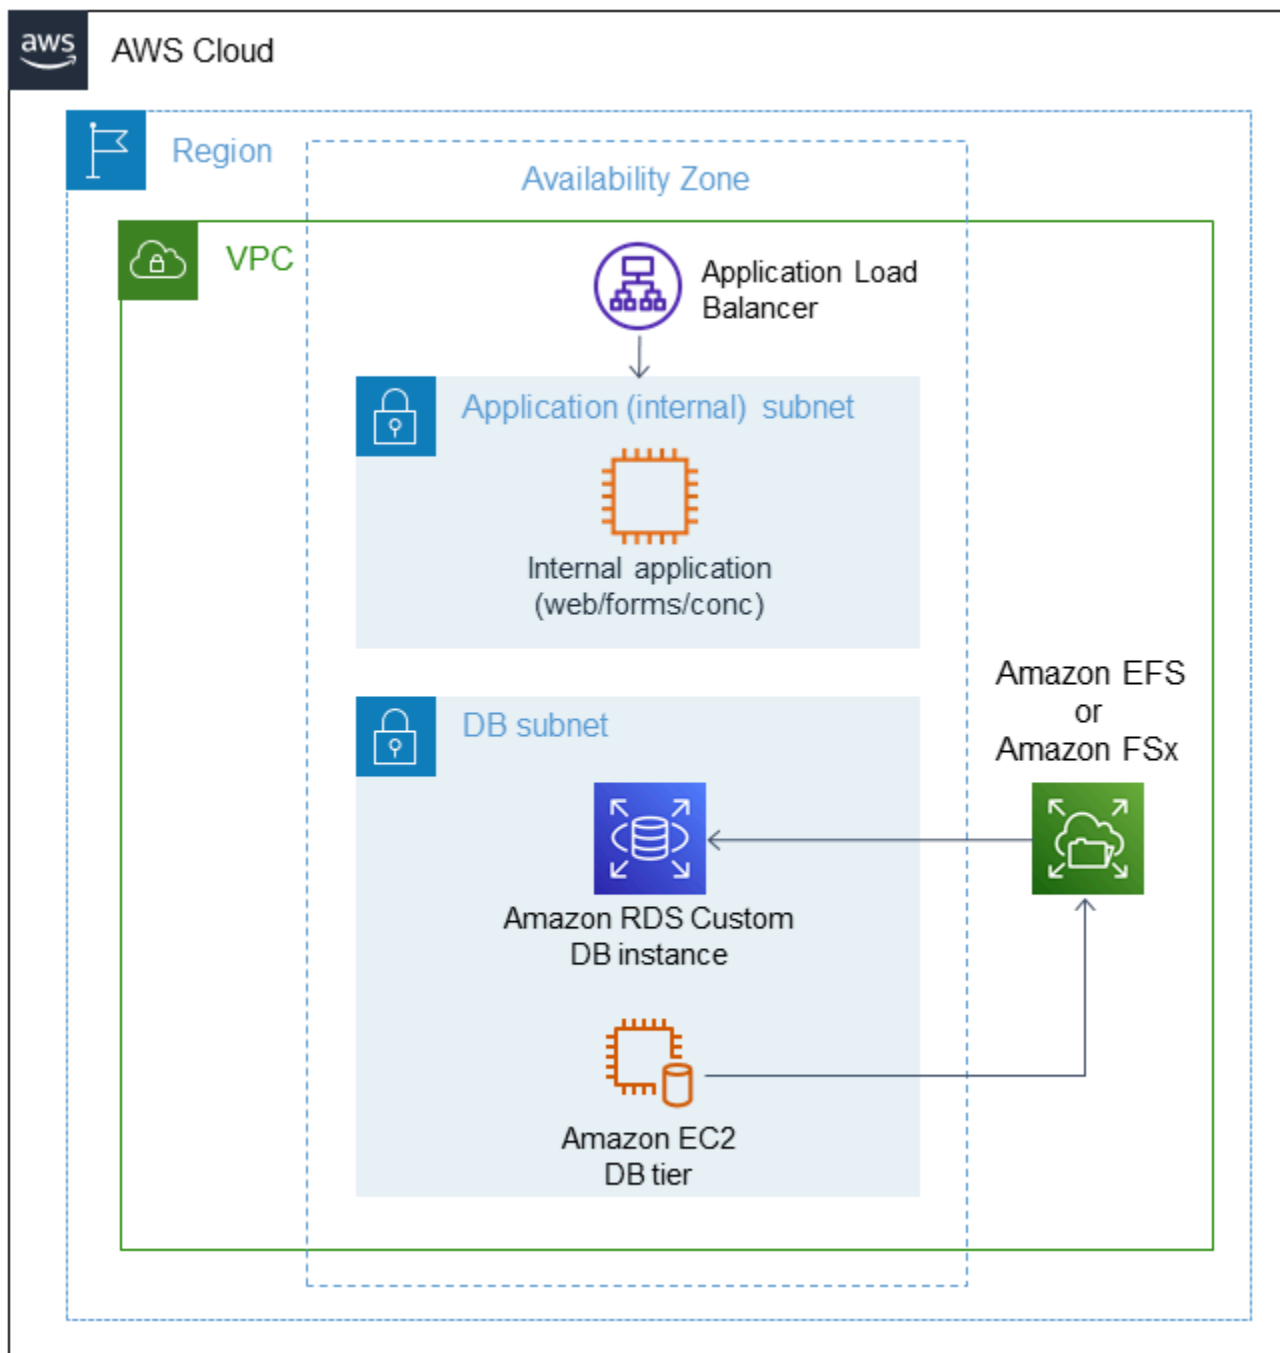 aws
AWS Cloud
Region
Availability Zone
VPC
Application Load
Balancer
Application (internal) subnet
Internal application
(web/forms/conc)
Amazon EFS
or
Amazon FSx
DB subnet
Amazon RDS Custom
DB instance
Amazon EC2
DB tier